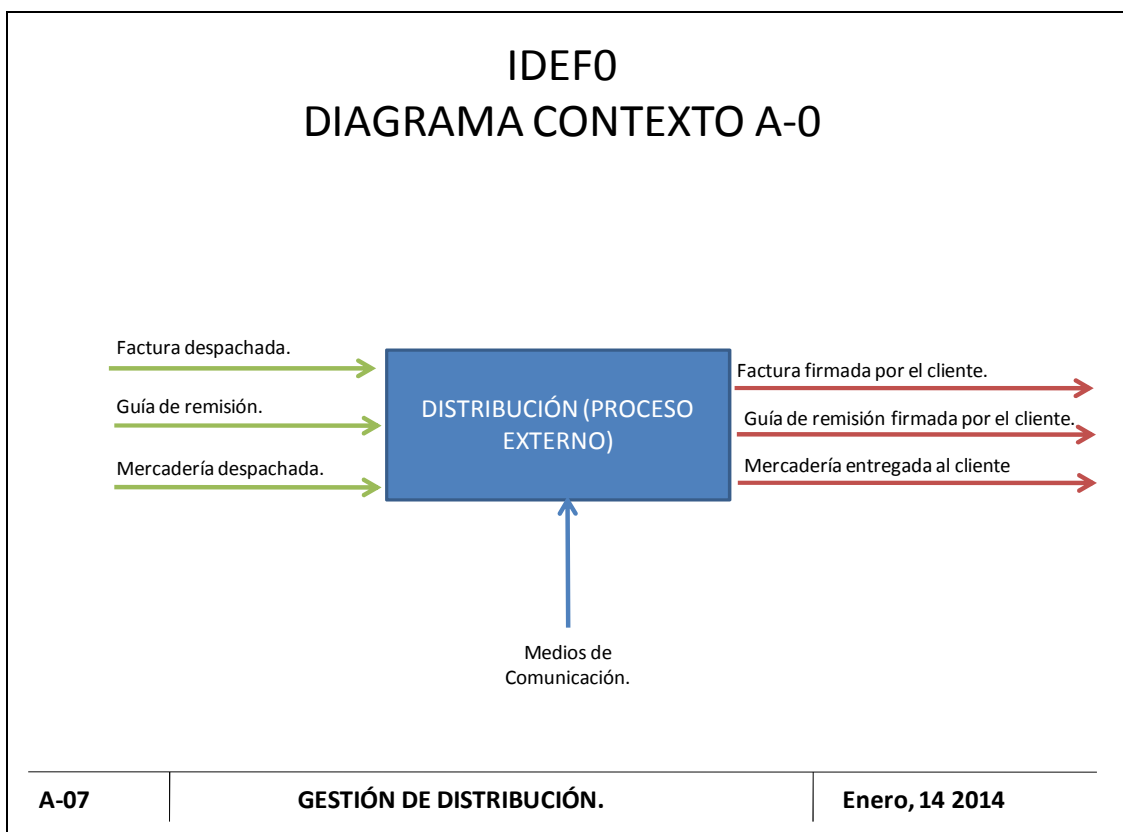 IDEF0
DIAGRAMA CONTEXTO A-0
Factura despachada.
Guía de remisión.
Mercadería despachada.
DISTRIBUCIÓN (PROCESO
EXTERNO)
Factura firmada por el cliente.
Guía de remisión firmada por el cliente.
Mercadería entregada al cliente
Medios de
Comunicación.
A-07
GESTIÓN DE DISTRIBUCIÓN.
Enero, 14 2014